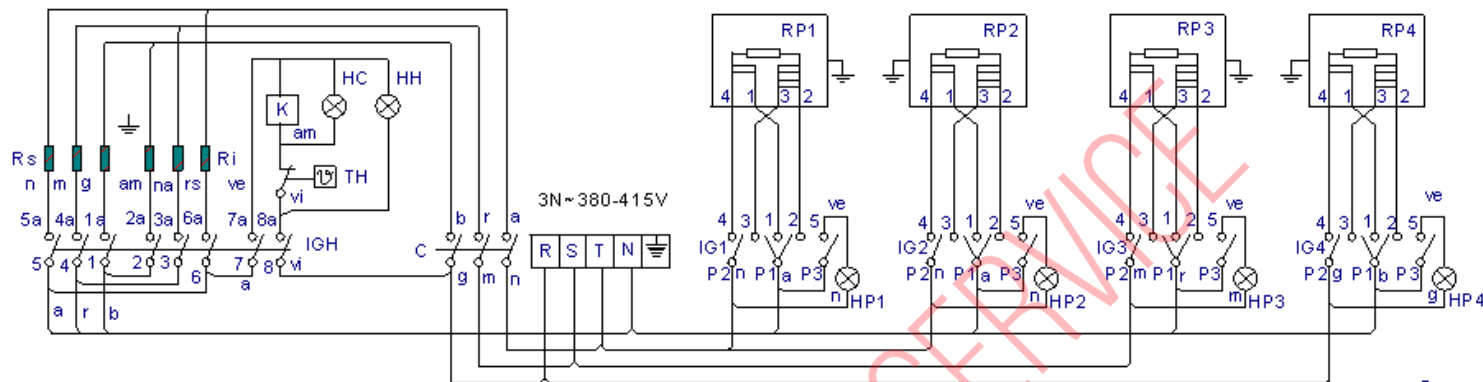 RP1 RP2 RP3 RP4
HC HH
4 1 3 2 4 1 3 2 4 1 3 2 4 1 3 2
K
am
Rs Ri
TH
n m g am na rs ve vi
3N~380-415V
5a 4a 1a 2a 3a 6a 7a 8a
b r a
4 3 1 2 5 ve 4 3 1 2 5 ve 4 3 1 2 5 ve 4 3 1 2 5 ve
IGH C R S T N IG1 IG2 IG3 IG4
5 4 1 2 3 6 7 8 vi
a
g m n
P2 n P1 a P3 n HP1
P2 n P1 a P3 n HP2
P2 m P1 r P3 m HP3
P2 g P1 b P3 g HP4
a r b
SERVICE